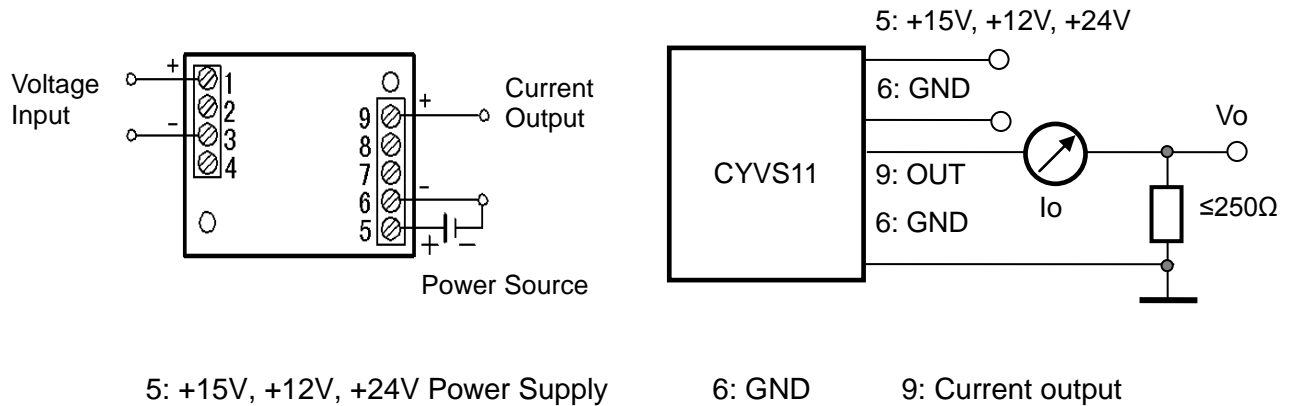 5: +15V, +12V, +24V
Voltage
Input
+
-
1
2
3
4
9
8
7
6
5
+
-
+
-
Current
Output
Power Source
CYVS11
6: GND
9: OUT
6: GND
Io
Vo
≤250Ω
5: +15V, +12V, +24V Power Supply 6: GND 9: Current output